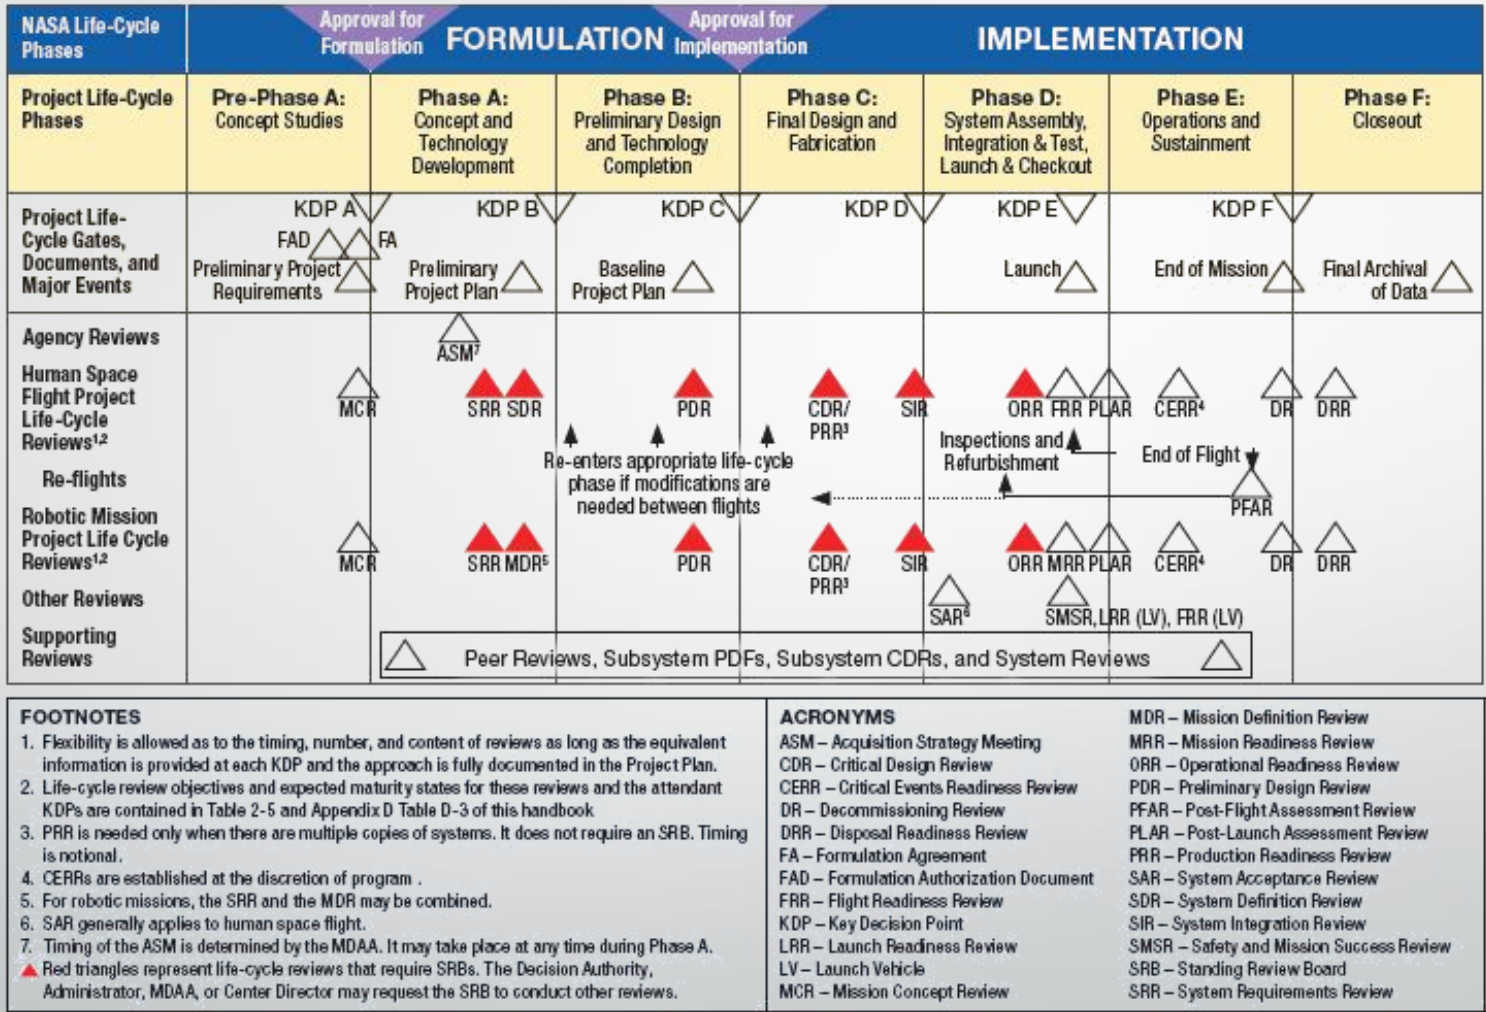 NASA Life-Cycle
Phases
Approval for
Formulation
FORMULATION
Approval for
Implementation
IMPLEMENTATION
Project Life-Cycle
Phases
Pre-Phase A:
Concept Studies
Phase A:
Concept and
Technology
Development
Phase B:
Preliminary Design
and Technology
Completion
Phase C:
Final Design and
Fabrication
Phase D:
System Assembly,
Integration & Test,
Launch & Checkout
Phase E:
Operations and
Sustainment
Phase F:
Closeout
Project Life-
Cycle Gates,
Documents, and
Major Events
KDP A
KDP B
KDP C
KDP D
KDP E
KDP F
FAD
FA
Preliminary Project
Requirements
Preliminary
Project Plan
Baseline
Project Plan
Launch
End of Mission
Final Archival
of Data
Agency Reviews
ASM7
Human Space
Flight Project
Life-Cycle
Reviews1,2
MCR
SRR SDR
PDR
CDR/
PRR3
SIR
ORR FRR PLAR
CERR4
DR
DRR
Re-flights
Re-enters appropriate life-cycle
phase if modifications are
needed between flights
Inspections and
Refurbishment
End of Flight
PFAR
Robotic Mission
Project Life Cycle
Reviews1,2
MCR
SRR MDR5
PDR
CDR/
PRR3
SIR
ORR MRR PLAR
CERR4
DR
DRR
Other Reviews
SAR6
SMSR, LRR (LV), FRR (LV)
Supporting
Reviews
Peer Reviews, Subsystem PDFs, Subsystem CDRs, and System Reviews
FOOTNOTES
1. Flexibility is allowed as to the timing, number, and content of reviews as long as the equivalent
information is provided at each KDP and the approach is fully documented in the Project Plan.
2. Life-cycle review objectives and expected maturity states for these reviews and the attendant
KDPs are contained in Table 2-5 and Appendix D Table D-3 of this handbook
3. PRR is needed only when there are multiple copies of systems. It does not require an SRB. Timing
is notional.
4. CERRs are established at the discretion of program .
5. For robotic missions, the SRR and the MDR may be combined.
6. SAR generally applies to human space flight.
7. Timing of the ASM is determined by the MDAA. It may take place at any time during Phase A.
Red triangles represent life-cycle reviews that require SRBs. The Decision Authority,
Administrator, MDAA, or Center Director may request the SRB to conduct other reviews.
ACRONYMS
ASM – Acquisition Strategy Meeting
CDR – Critical Design Review
CERR – Critical Events Readiness Review
DR – Decommissioning Review
DRR – Disposal Readiness Review
FA – Formulation Agreement
FAD – Formulation Authorization Document
FRR – Flight Readiness Review
KDP – Key Decision Point
LRR – Launch Readiness Review
LV – Launch Vehicle
MCR – Mission Concept Review
MDR – Mission Definition Review
MRR – Mission Readiness Review
ORR – Operational Readiness Review
PDR – Preliminary Design Review
PFAR – Post-Flight Assessment Review
PLAR – Post-Launch Assessment Review
PRR – Production Readiness Review
SAR – System Acceptance Review
SDR – System Definition Review
SIR – System Integration Review
SMSR – Safety and Mission Success Review
SRB – Standing Review Board
SRR – System Requirements Review